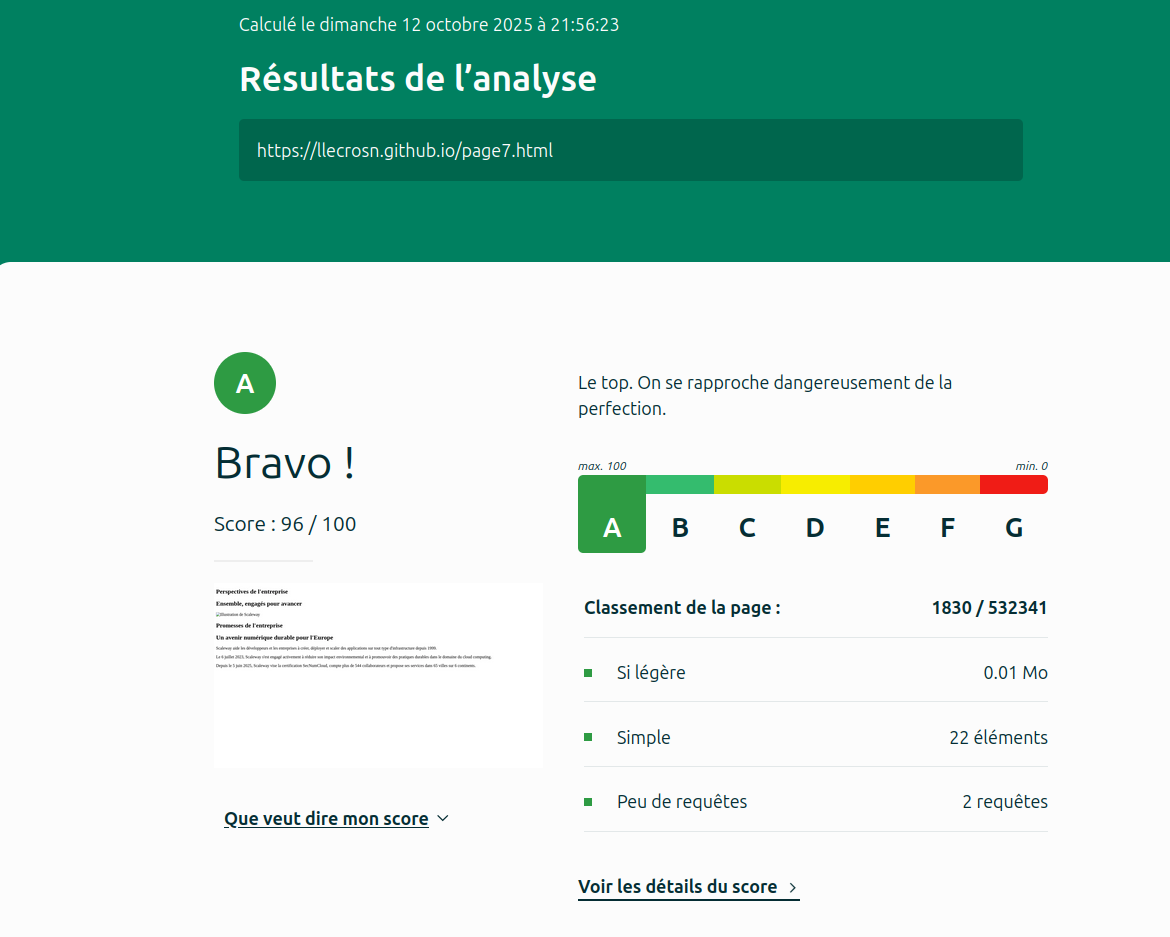 Calculé le dimanche 12 octobre 2025 à 21:56:23
Résultats de l’analyse
https://llecrosn.github.io/page7.html
A
Bravo !
Score : 96 / 100
Perspectives de l'entreprise
Ensemble, engagés pour avancer
Illustration de Scaleway
Promesses de l'entreprise
Un avenir numérique durable pour l'Europe
Scaleway aide les développeurs et les entreprises à créer, déployer et scaler des applications sur tout type d'infrastructure depuis 1999.
Le 6 juillet 2023, Scaleway s'est engagé activement à réduire son impact environnemental et à promouvoir des pratiques durables dans le domaine du cloud computing.
Depuis le 5 juin 2025, Scaleway vise la certification SecNumCloud, compte plus de 544 collaborateurs et propose ses services dans 65 villes sur 6 continents.
Que veut dire mon score
Le top. On se rapproche dangereusement de la
perfection.
max. 100 min. 0
A B C D E F G
Classement de la page : 1830 / 532341
Si légère 0.01 Mo
Simple 22 éléments
Peu de requêtes 2 requêtes
Voir les détails du score